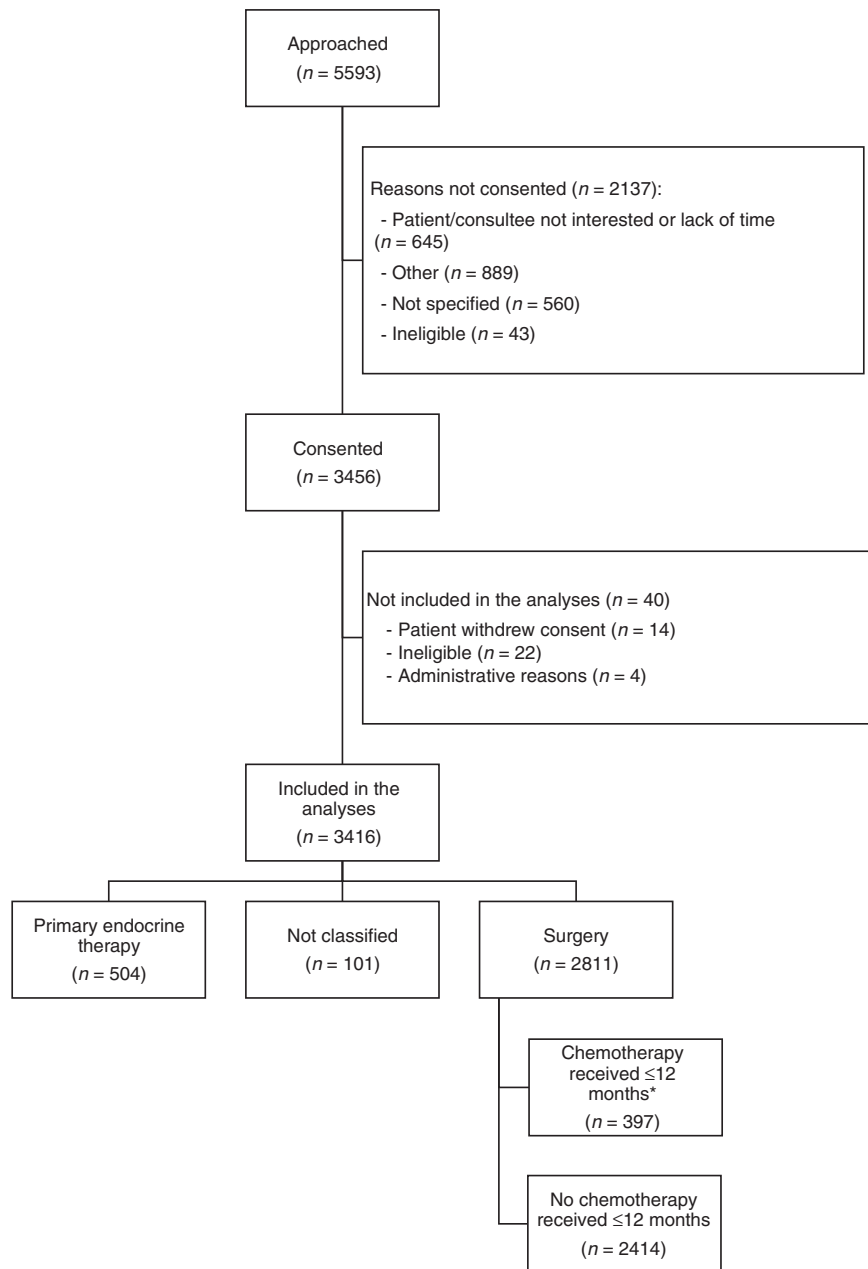 Approached
(n = 5593)
Reasons not consented (n = 2137):
- Patient/consultee not interested or lack of time
(n = 645)
- Other (n = 889)
- Not specified (n = 560)
- Ineligible (n = 43)
Consented
(n = 3456)
Not included in the analyses (n = 40)
- Patient withdrew consent (n = 14)
- Ineligible (n = 22)
- Administrative reasons (n = 4)
Included in the
analyses
(n = 3416)
Primary endocrine
therapy
(n = 504)
Not classified
(n = 101)
Surgery
(n = 2811)
Chemotherapy
received ≤12
months*
(n = 397)
No chemotherapy
received ≤12 months
(n = 2414)